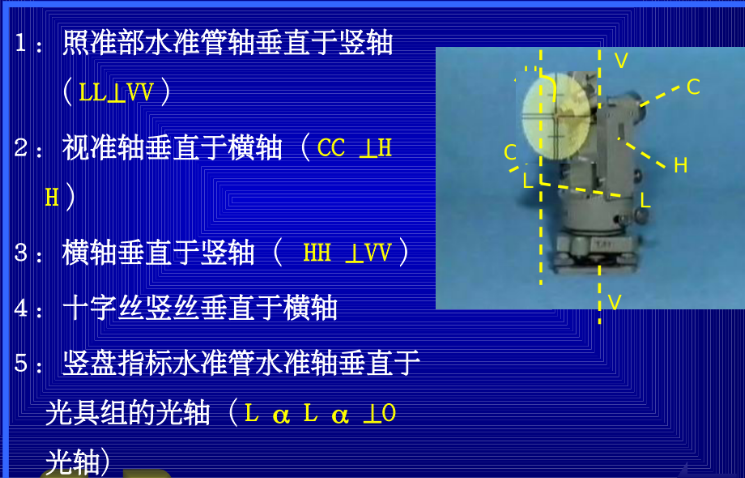 1：照准部水准管轴垂直于竖轴
（LL⊥VV）
2：视准轴垂直于横轴（CC ⊥H
H）
3：横轴垂直于竖轴（ HH ⊥VV）
4：十字丝竖丝垂直于横轴
5：竖盘指标水准管水准轴垂直于
光具组的光轴（L α L α ⊥O
光轴）
V
C
C
H
L
L
V